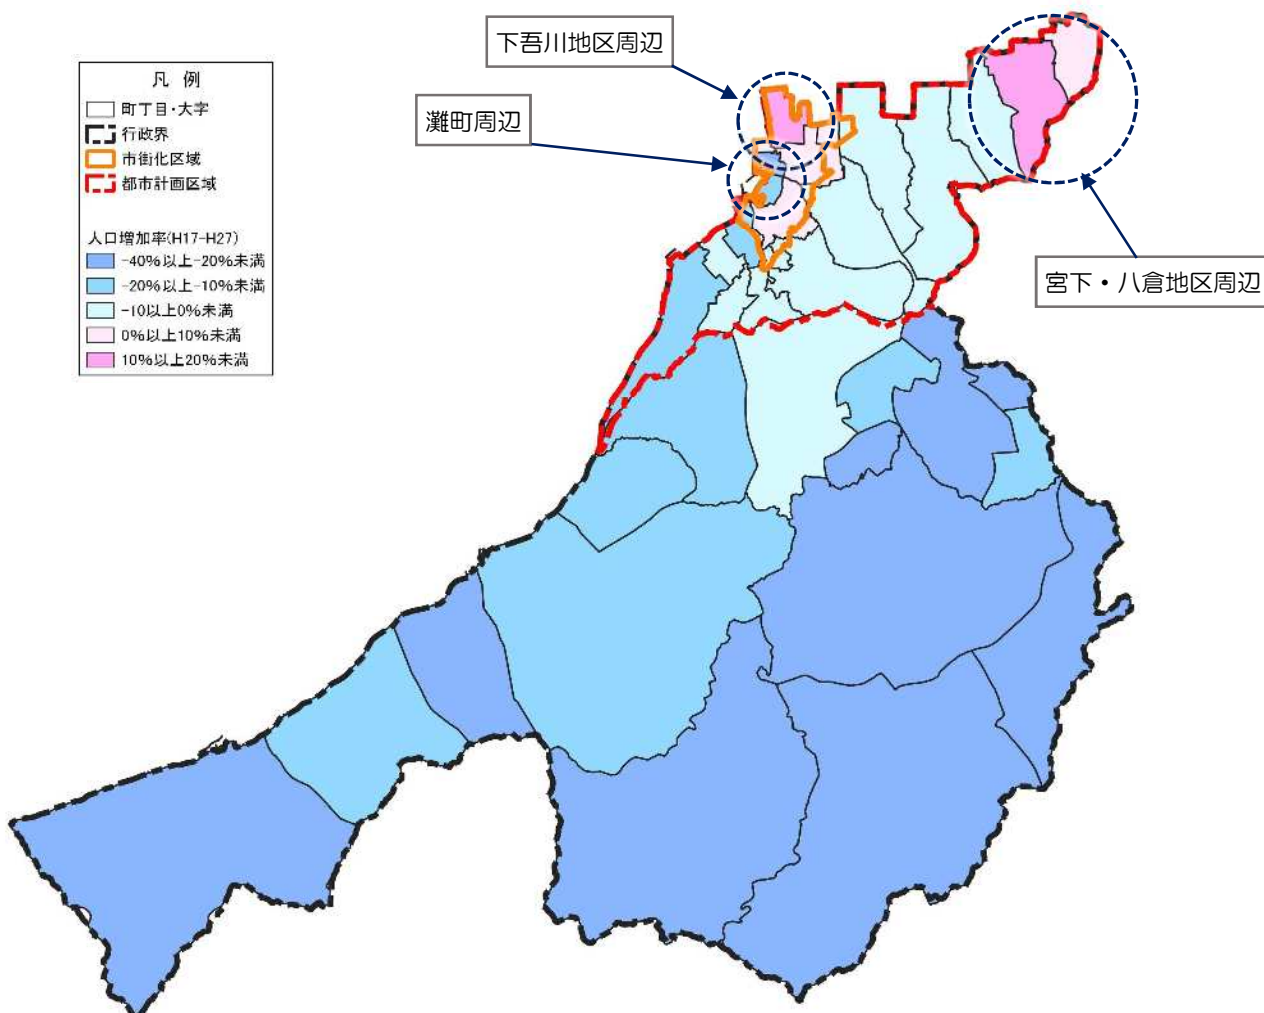 下吾川地区周辺
灘町周辺
宮下・八倉地区周辺
凡 例
町丁目・大字
行政界
市街化区域
都市計画区域
人口増加率(H17-H27)
-40%以上-20%未満
-20%以上-10%未満
-10以上0%未満
0%以上10%未満
10%以上20%未満